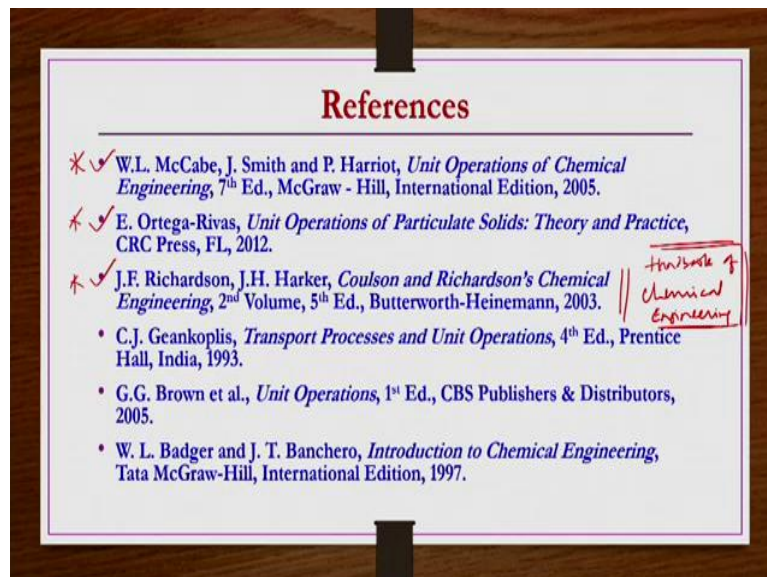 References
W.L. McCabe, J. Smith and P. Harriot, Unit Operations of Chemical
Engineering, 7th Ed., McGraw - Hill, International Edition, 2005.
E. Ortega-Rivas, Unit Operations of Particulate Solids: Theory and Practice,
CRC Press, FL, 2012.
J.F. Richardson, J.H. Harker, Coulson and Richardson's Chemical
Engineering, 2nd Volume, 5th Ed., Butterworth-Heinemann, 2003.
Handbook of
Chemical
Engineering
• C.J. Geankoplis, Transport Processes and Unit Operations, 4th Ed., Prentice
Hall, India, 1993.
• G.G. Brown et al., Unit Operations, 1st Ed., CBS Publishers & Distributors,
2005.
• W. L. Badger and J. T. Banchero, Introduction to Chemical Engineering,
Tata McGraw-Hill, International Edition, 1997.